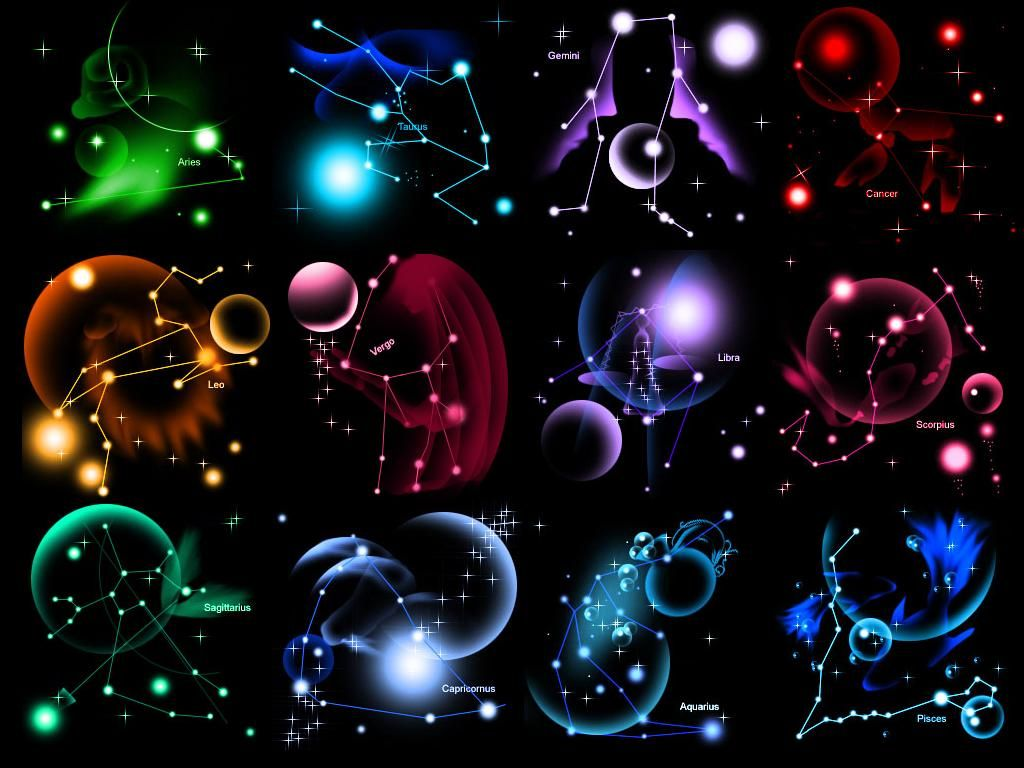 Aries
Taurus
Gemini
Cancer
Leo
Vergo
Libra
Scorpius
Sagittarius
Capricornus
Aquarius
Pisces